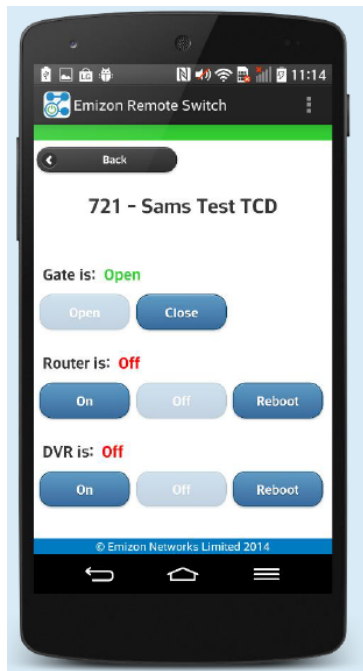 11:14
Emizon Remote Switch
Back
721 - Sams Test TCD
Gate is: Open
Open Close
Router is: Off
On Off Reboot
DVR is: Off
On Off Reboot
© Emizon Networks Limited 2014